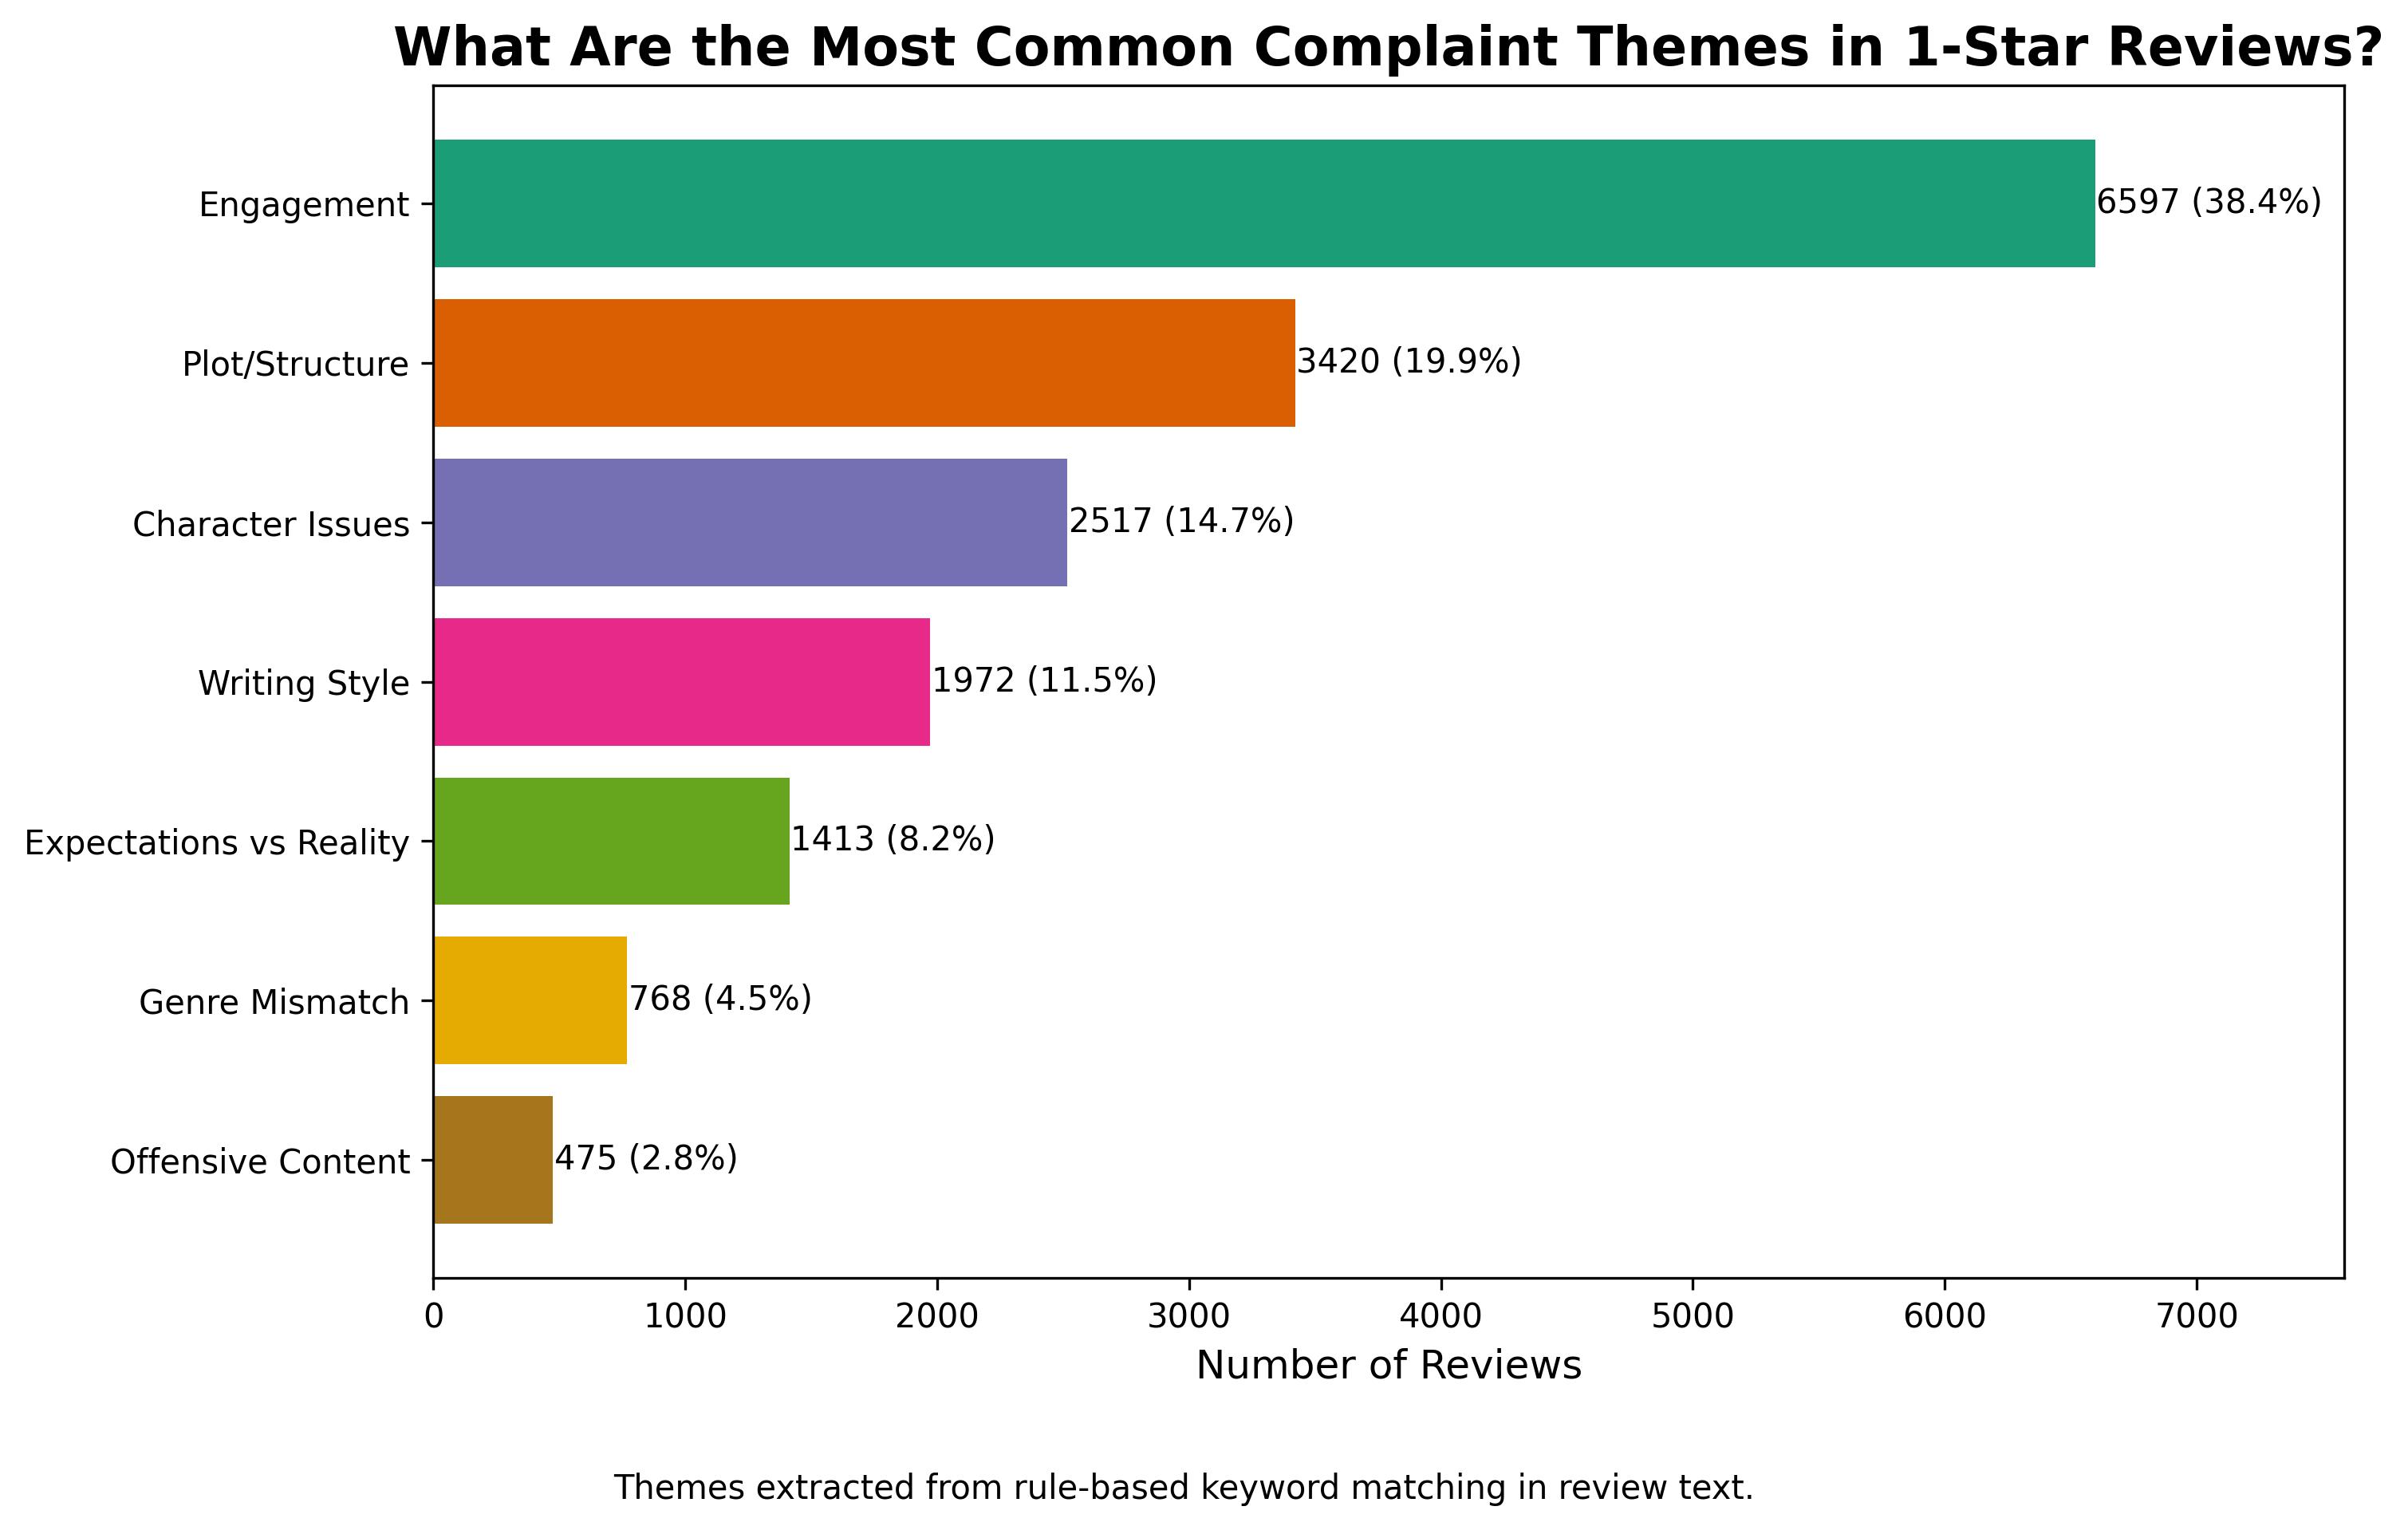 What Are the Most Common Complaint Themes in 1-Star Reviews?
Engagement
6597 (38.4%)
Plot/Structure
3420 (19.9%)
Character Issues
2517 (14.7%)
Writing Style
1972 (11.5%)
Expectations vs Reality
1413 (8.2%)
Genre Mismatch
768 (4.5%)
Offensive Content
475 (2.8%)
0 1000 2000 3000 4000 5000 6000 7000
Number of Reviews
Themes extracted from rule-based keyword matching in review text.